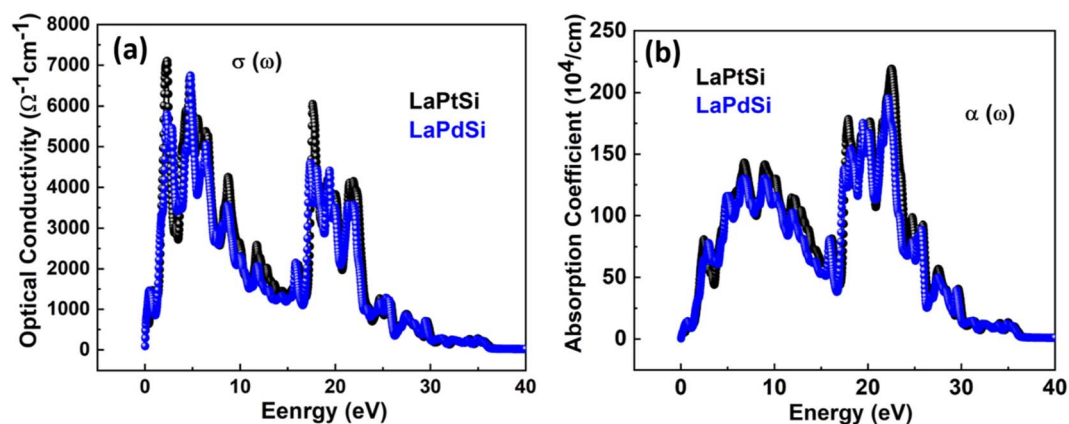 (a)
σ (ω)
LaPtSi
LaPdSi
Optical Conductivity (Ω⁻¹cm⁻¹)
8000
7000
6000
5000
4000
3000
2000
1000
0
0 10 20 30 40
Eenrgy (eV)
(b)
LaPtSi
LaPdSi
α (ω)
Absorption Coefficient (10⁴/cm)
250
200
150
100
50
0
0 10 20 30 40
Energy (eV)